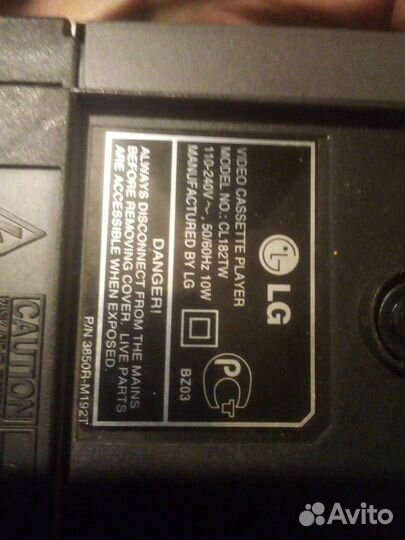 LG
VIDEO CASSETTE PLAYER
MODEL NO.: CL182TW
110-240V~, 50/60Hz 10W
MANUFACTURED BY LG
РСТ
BZ03
DANGER!
ALWAYS DISCONNECT FROM THE MAINS
BEFORE REMOVING COVER. LIVE PARTS
ARE ACCESSIBLE WHEN EXPOSED.
P/N 3850R-M192T
CAUTION
Avito